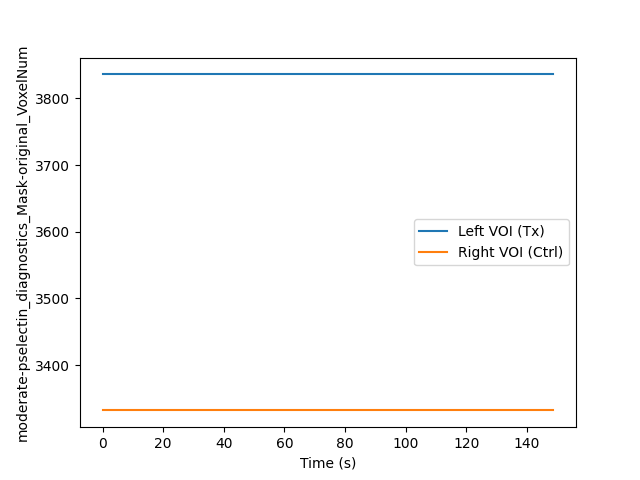 moderate-pselectin_diagnostics_Mask-original_VoxelNum
3800
3700
3600
3500
3400
Left VOI (Tx)
Right VOI (Ctrl)
0 20 40 60 80 100 120 140
Time (s)